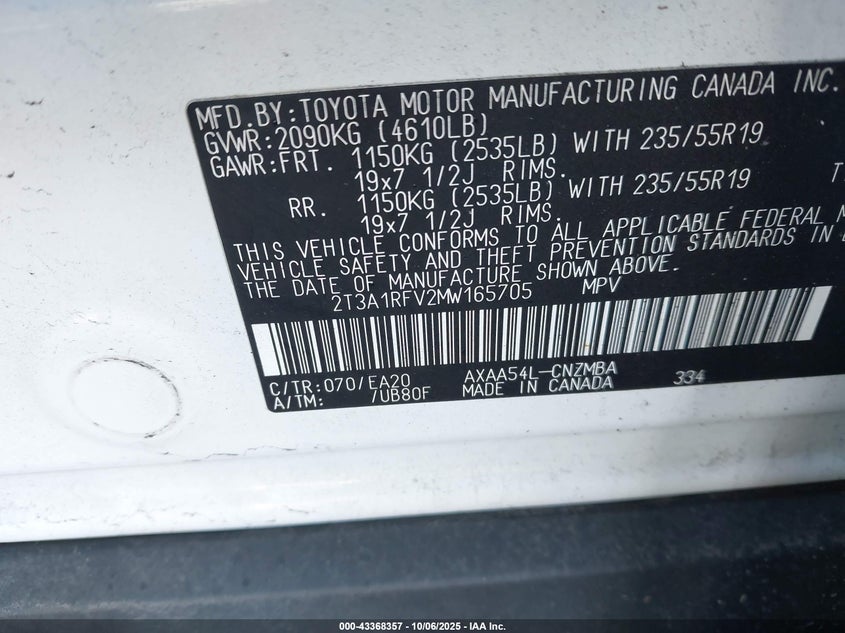 MFD.BY:TOYOTA MOTOR MANUFACTURING CANADA INC.
GVWR:2090KG (4610LB)
GAWR:FRT. 1150KG (2535LB) WITH 235/55R19
19x7 1/2J RIMS.
RR. 1150KG (2535LB) WITH 235/55R19
19x7 1/2J RIMS.
THIS VEHICLE CONFORMS TO ALL APPLICABLE FEDERAL
VEHICLE SAFETY AND THEFT PREVENTION STANDARDS IN
THE DATE OF MANUFACTURE SHOWN ABOVE.
2T3A1RFV2MW165705 MPV
C/TR:070/EA20 AXAA54L-CNZMBA 334
A/TM: /UB80F MADE IN CANADA
000-43368357 - 10/06/2025 - IAA Inc.